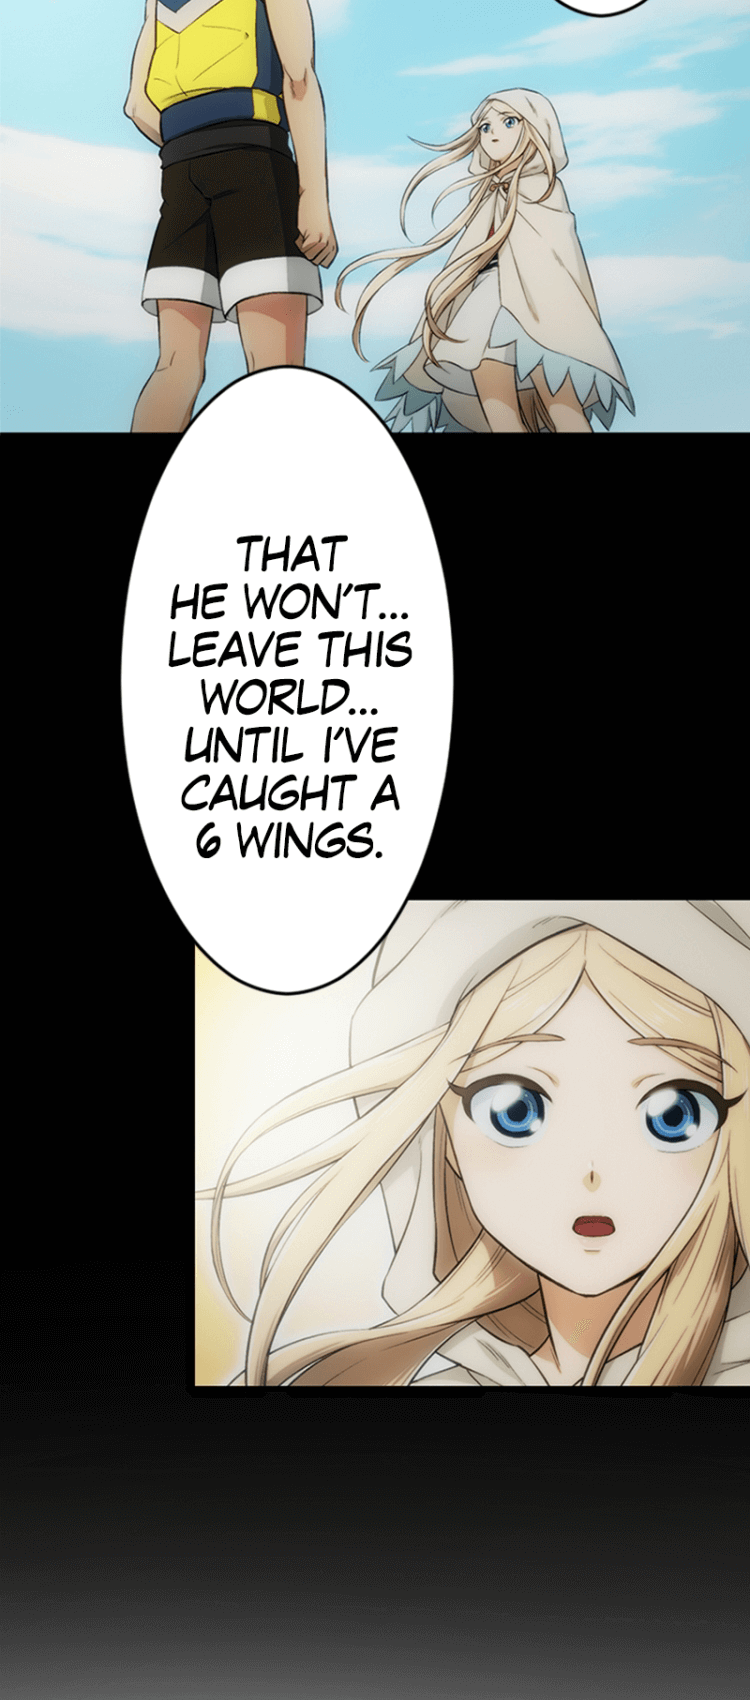 THAT
HE WON'T...
LEAVE THIS
WORLD...
UNTIL I'VE
CAUGHT A
6 WINGS.